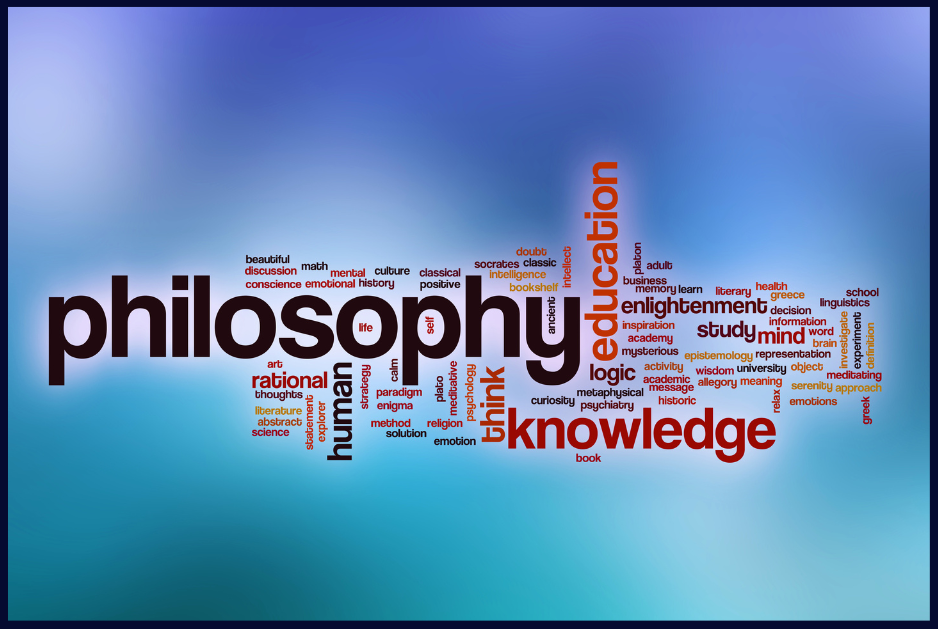 education
beautiful
discussion
math
mental
culture
classical
conscience
emotional
history
positive
doubt
socrates
classic
intelligence
bookshelf
intellect
platon
adult
business
memory
learn
literary
health
greece
school
linguistics
philosophy
life
self
ancient
enlightenment
decision
inspiration
study
information
academy
mind
word
brain
investigate
experiment
definition
mysterious
epistemology
representation
art
rational
thoughts
human
strategy
calm
paradigm
enigma
plato
meditative
psychology
think
logic
activity
wisdom
university
object
meditating
academic
allegory
meaning
message
serenity
approach
curiosity
metaphysical
psychiatry
historic
relax
emotions
greek
literature
abstract
science
statement
explorer
method
religion
solution
emotion
knowledge
book